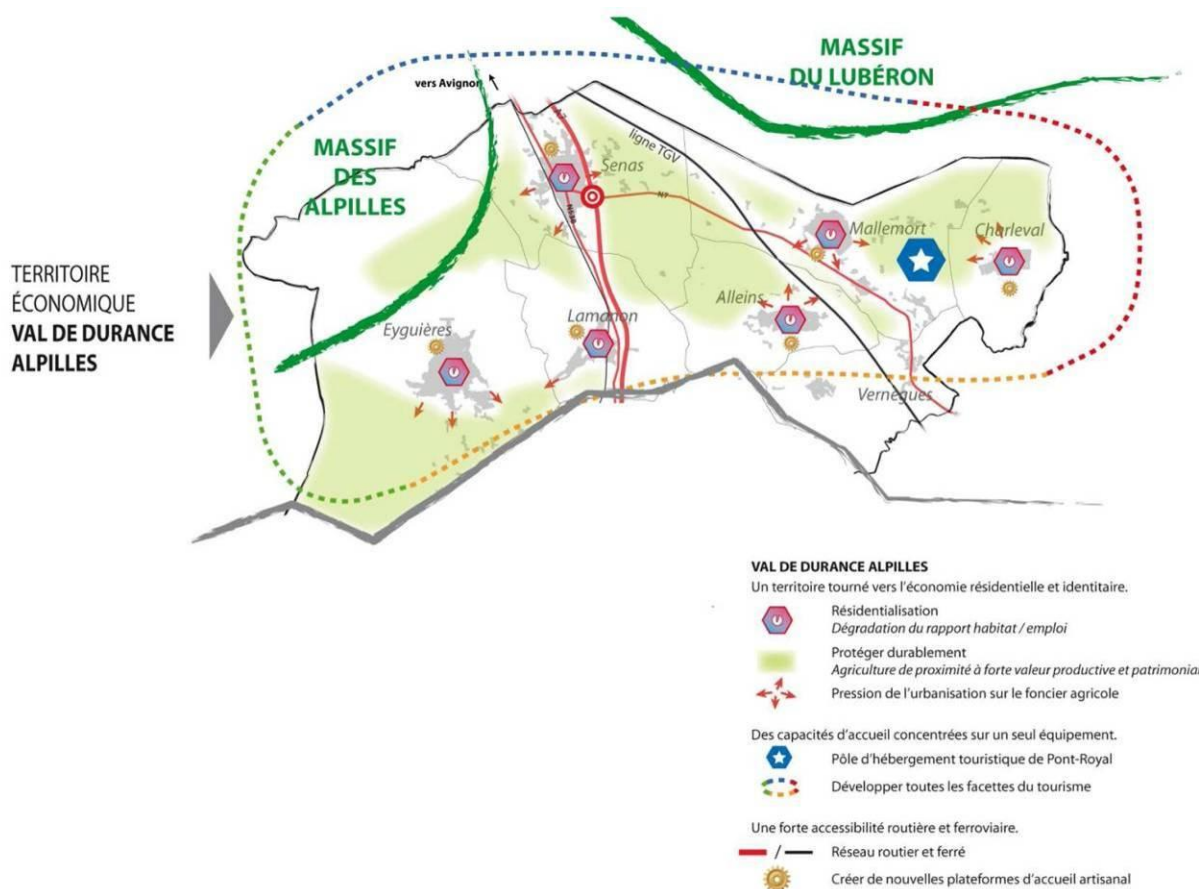 MASSIF
DU LUBÉRON
vers Avignon
MASSIF
DES
ALPILLES
A7
ligne TGV
Senas
N7
N538
Mallemort
Charleval
TERRITOIRE
ÉCONOMIQUE
VAL DE DURANCE
ALPILLES
Alleins
Lamanon
Eyguières
Vernègues
VAL DE DURANCE ALPILLES
Un territoire tourné vers l'économie résidentielle et identitaire.
Résidentialisation
Dégradation du rapport habitat / emploi
Protéger durablement
Agriculture de proximité à forte valeur productive et patrimonial
Pression de l'urbanisation sur le foncier agricole
Des capacités d'accueil concentrées sur un seul équipement.
Pôle d'hébergement touristique de Pont-Royal
Développer toutes les facettes du tourisme
Une forte accessibilité routière et ferroviaire.
/
Réseau routier et ferré
Créer de nouvelles plateformes d'accueil artisanal